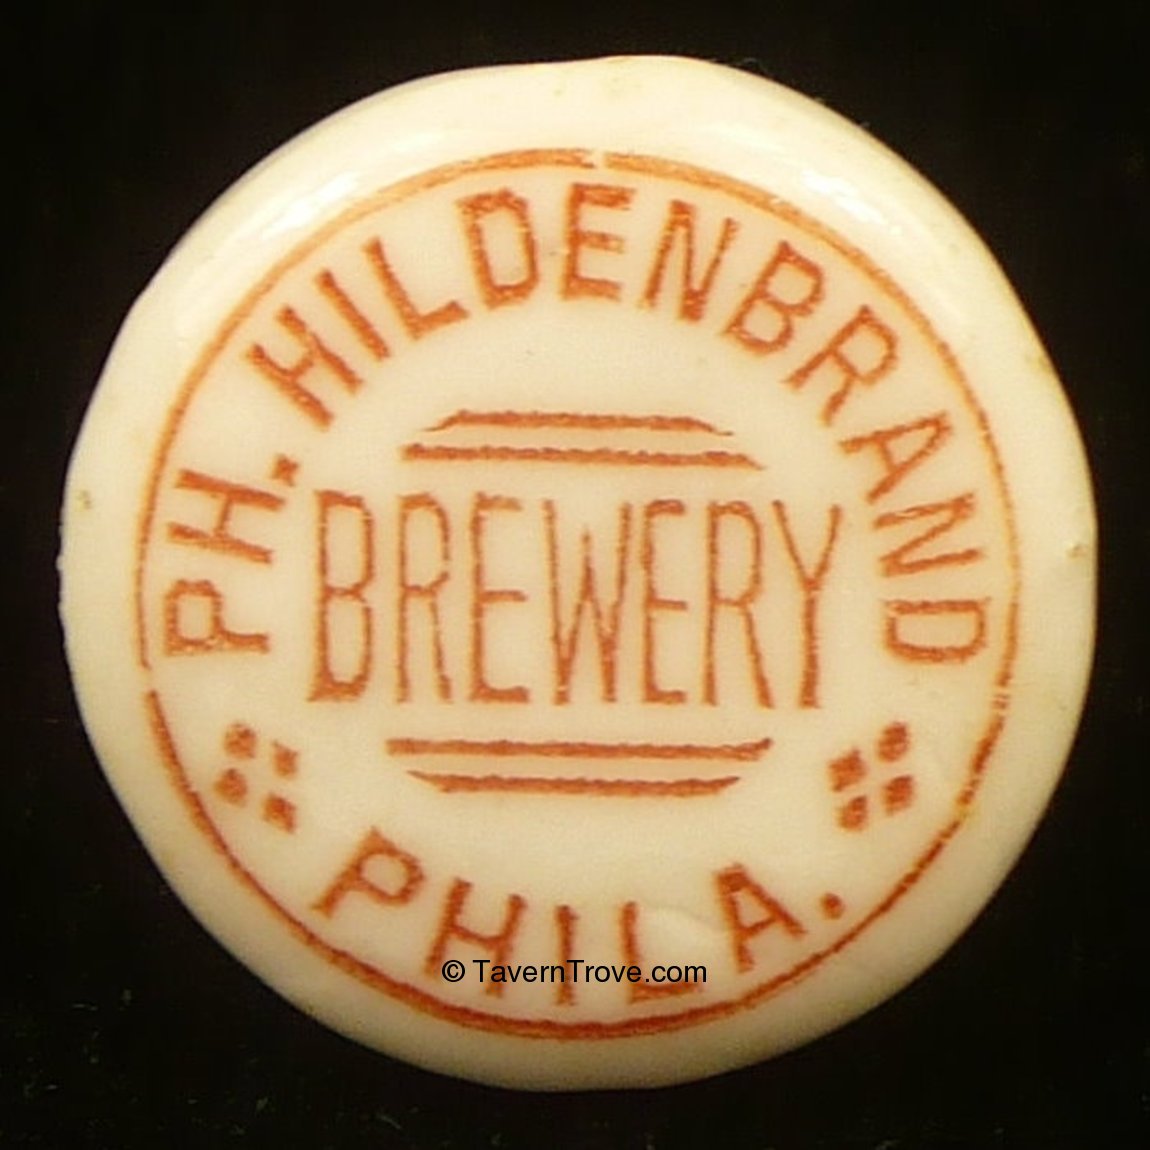 PH. HILDENBRAND
BREWERY
PHILA.
© TavernTrove.com